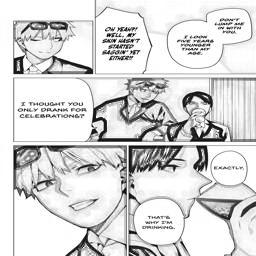 DON'T
LUMP ME
IN WITH
YOU.
I LOOK
FIVE YEARS
YOUNGER
THAN MY
AGE.
OH YEAH?!
WELL, MY
SKIN HASN'T
STARTED
SAGGIN' YET
EITHER!!
I THOUGHT YOU
ONLY DRANK FOR
CELEBRATIONS?
EXACTLY.
THAT'S
WHY I'M
DRINKING.